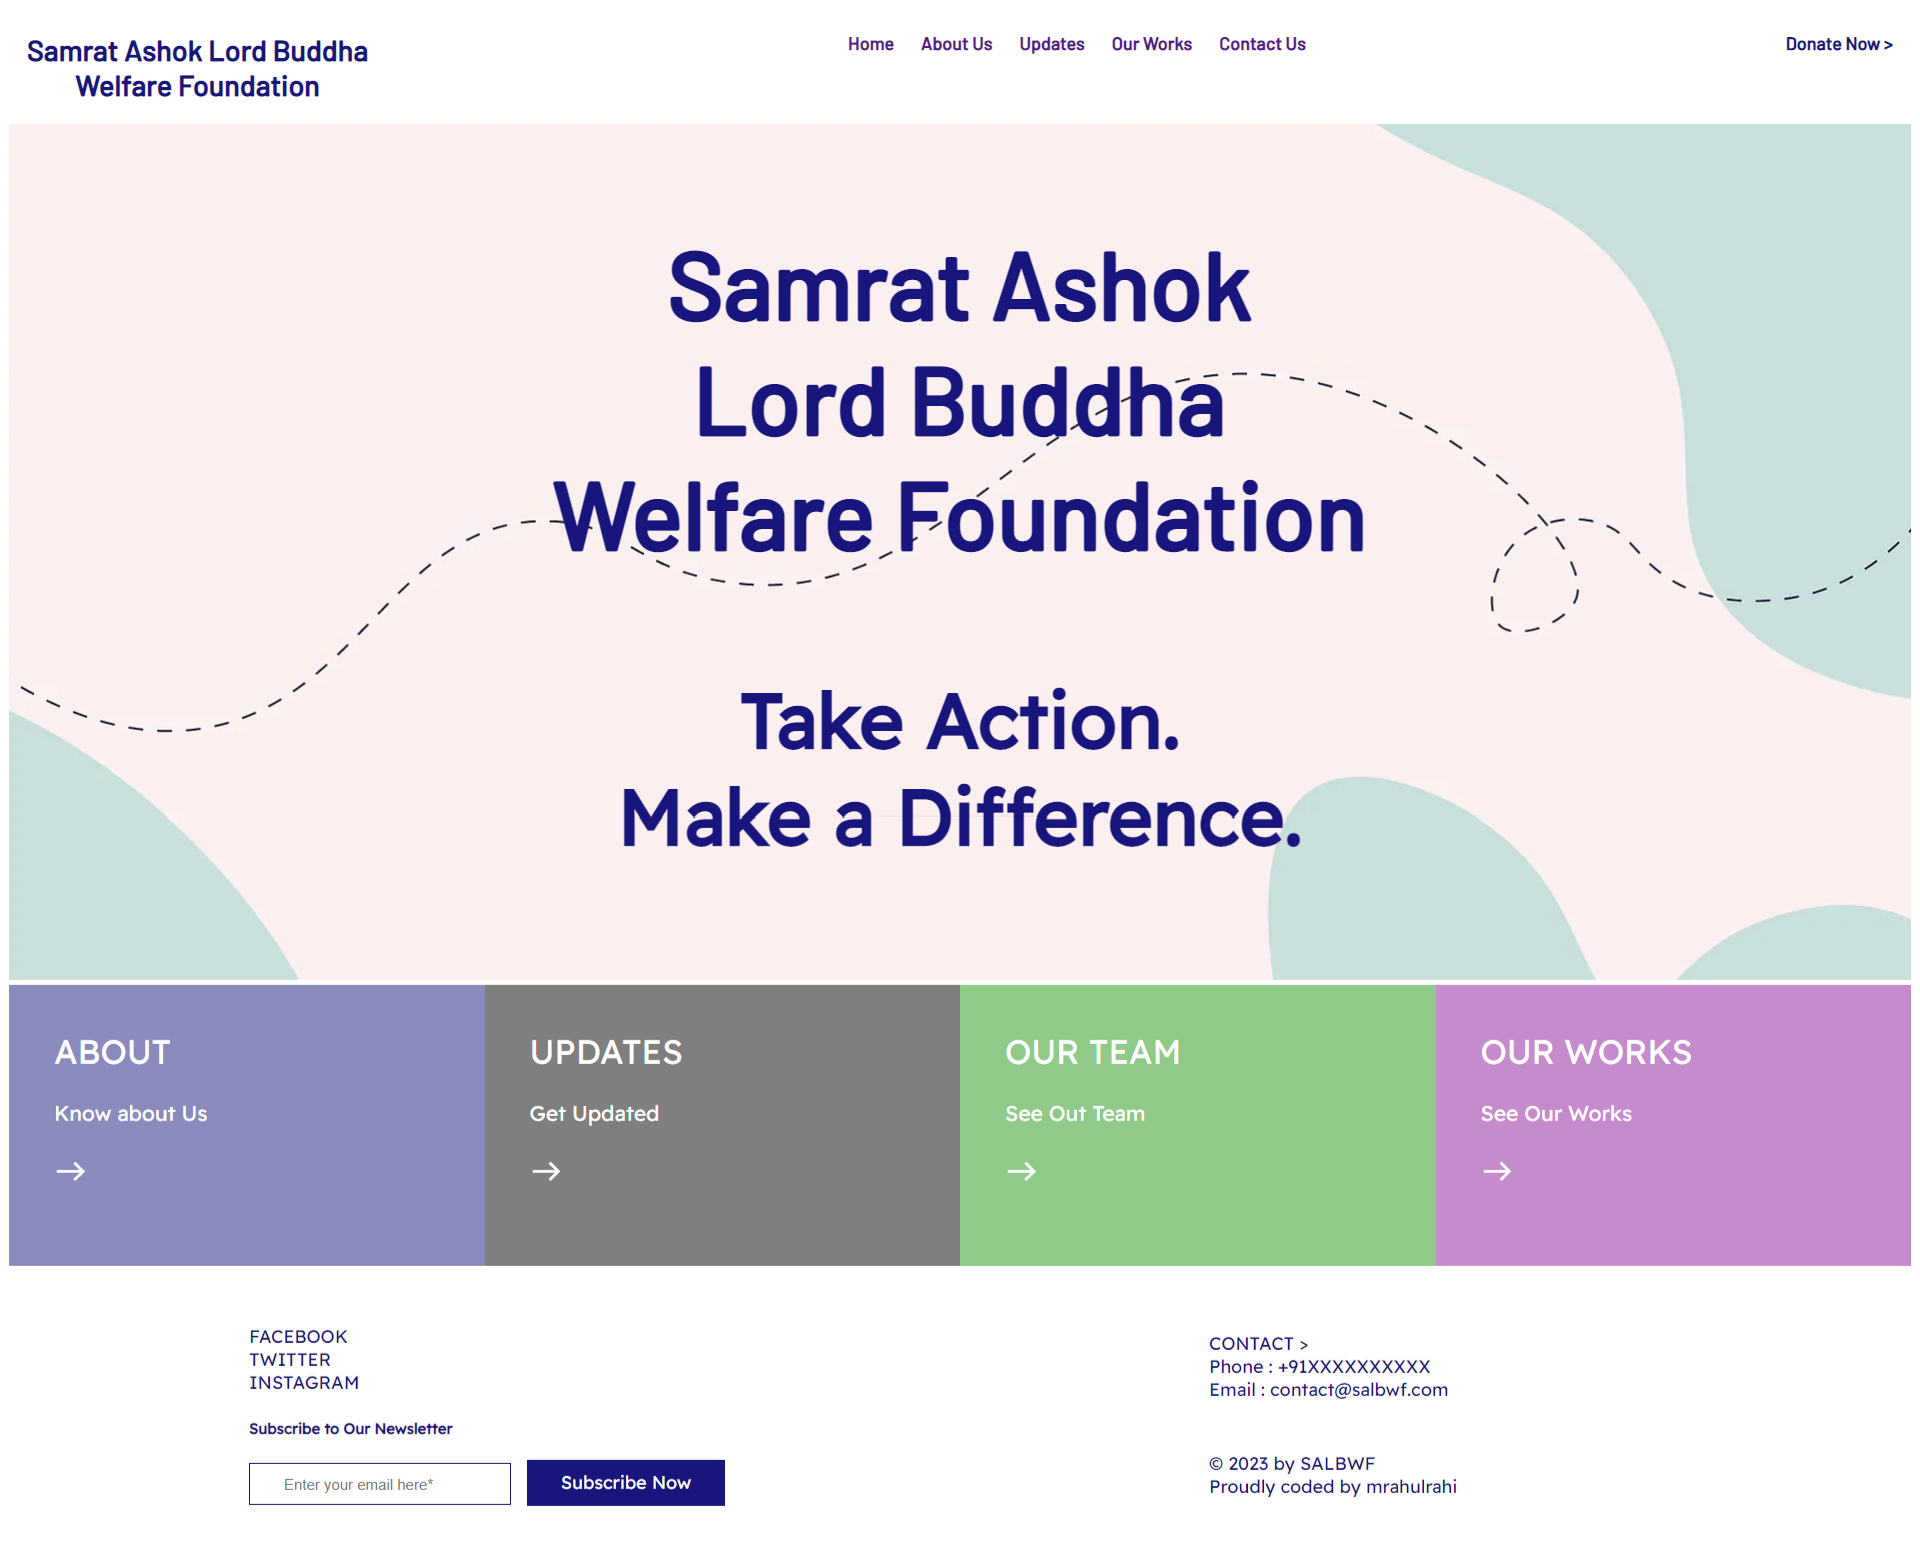 Samrat Ashok Lord Buddha
Welfare Foundation
Home About Us Updates Our Works Contact Us
Donate Now >
Samrat Ashok
Lord Buddha
Welfare Foundation
Take Action.
Make a Difference.
ABOUT
Know about Us
→
UPDATES
Get Updated
→
OUR TEAM
See Out Team
→
OUR WORKS
See Our Works
→
FACEBOOK
TWITTER
INSTAGRAM
Subscribe to Our Newsletter
Enter your email here*
Subscribe Now
CONTACT >
Phone : +91XXXXXXXXXX
Email : contact@salbwf.com
© 2023 by SALBWF
Proudly coded by mrahulrahi